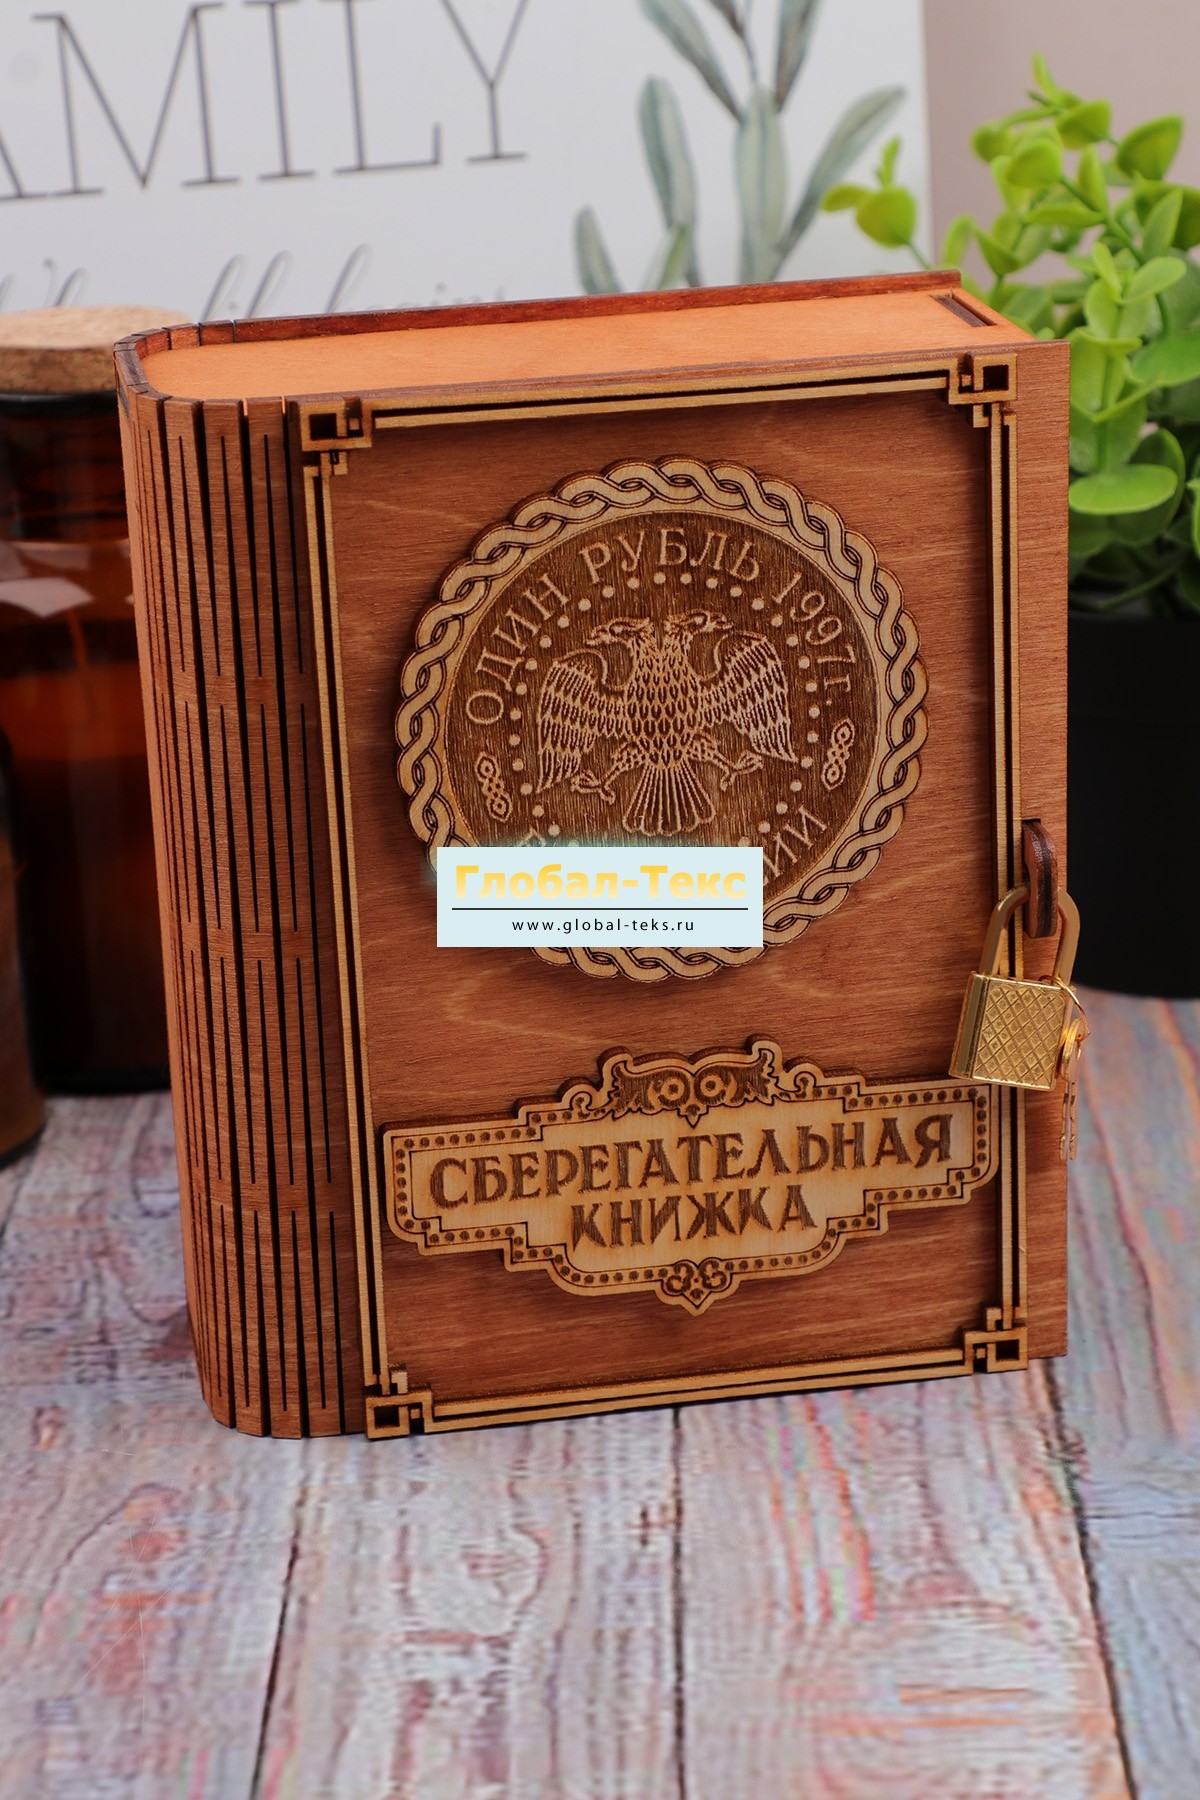 AMILY
ОДИН РУБЛЬ 1997г.
Глобал-Текс
www.global-teks.ru
СБЕРЕГАТЕЛЬНАЯ
КНИЖКА